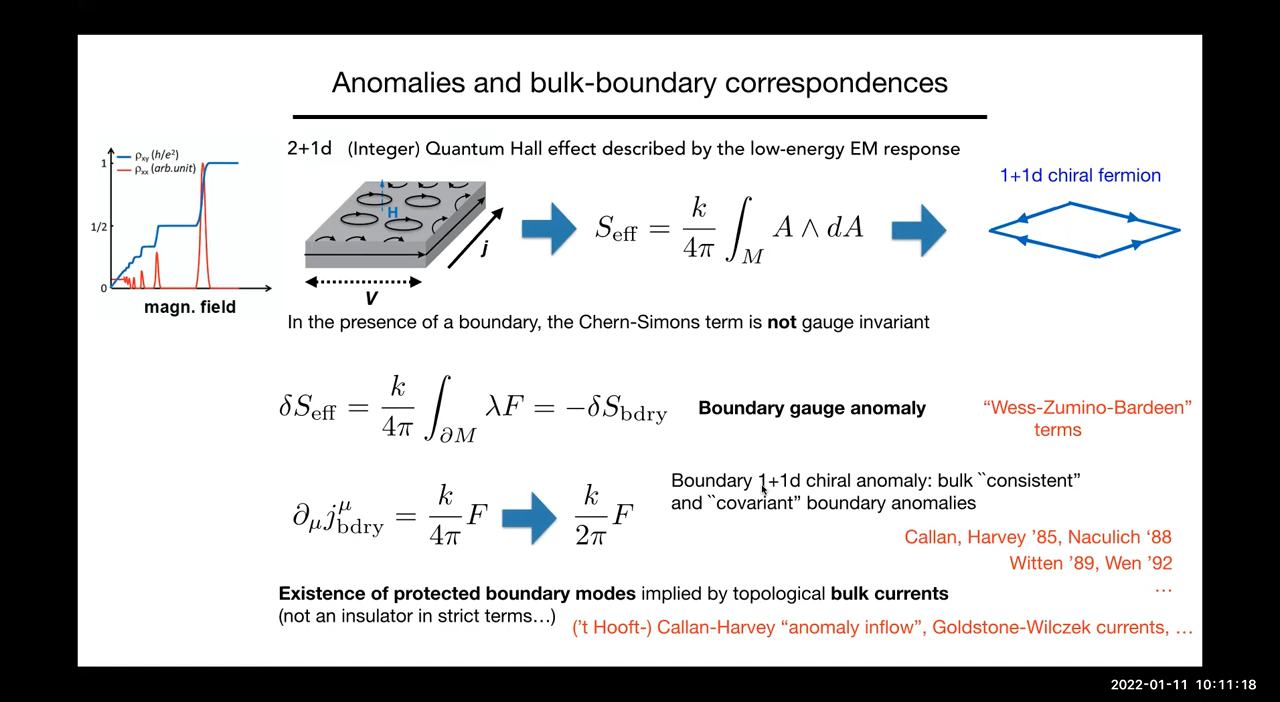 Anomalies and bulk-boundary correspondences
2+1d (Integer) Quantum Hall effect described by the low-energy EM response
ρxy (h/e²)
ρxx (arb.unit)
1
1/2
0
magn. field
H
j
V
S_eff = k/4π ∫_M A ∧ dA
1+1d chiral fermion
In the presence of a boundary, the Chern-Simons term is not gauge invariant
δS_eff = k/4π ∫_∂M λF = −δS_bdry
Boundary gauge anomaly
“Wess-Zumino-Bardeen”
terms
∂_μ j^μ_bdry = k/4π F
k/2π F
Boundary 1+1d chiral anomaly: bulk ``consistent”
and ``covariant” boundary anomalies
Callan, Harvey ’85, Naculich ‘88
Witten ’89, Wen ’92
…
Existence of protected boundary modes implied by topological bulk currents
(not an insulator in strict terms…)
(’t Hooft-) Callan-Harvey “anomaly inflow”, Goldstone-Wilczek currents, …
2022-01-11 10:11:18